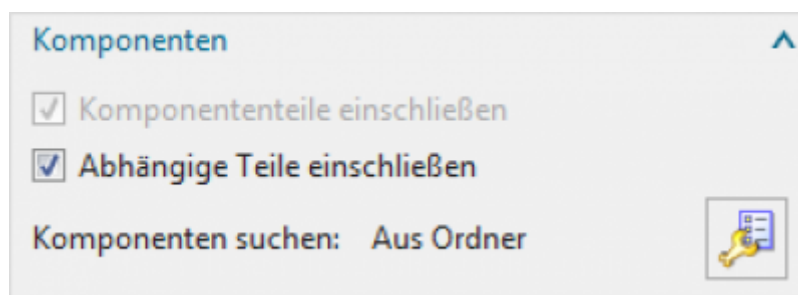 Komponenten
Komponententeile einschließen
Abhängige Teile einschließen
Komponenten suchen: Aus Ordner